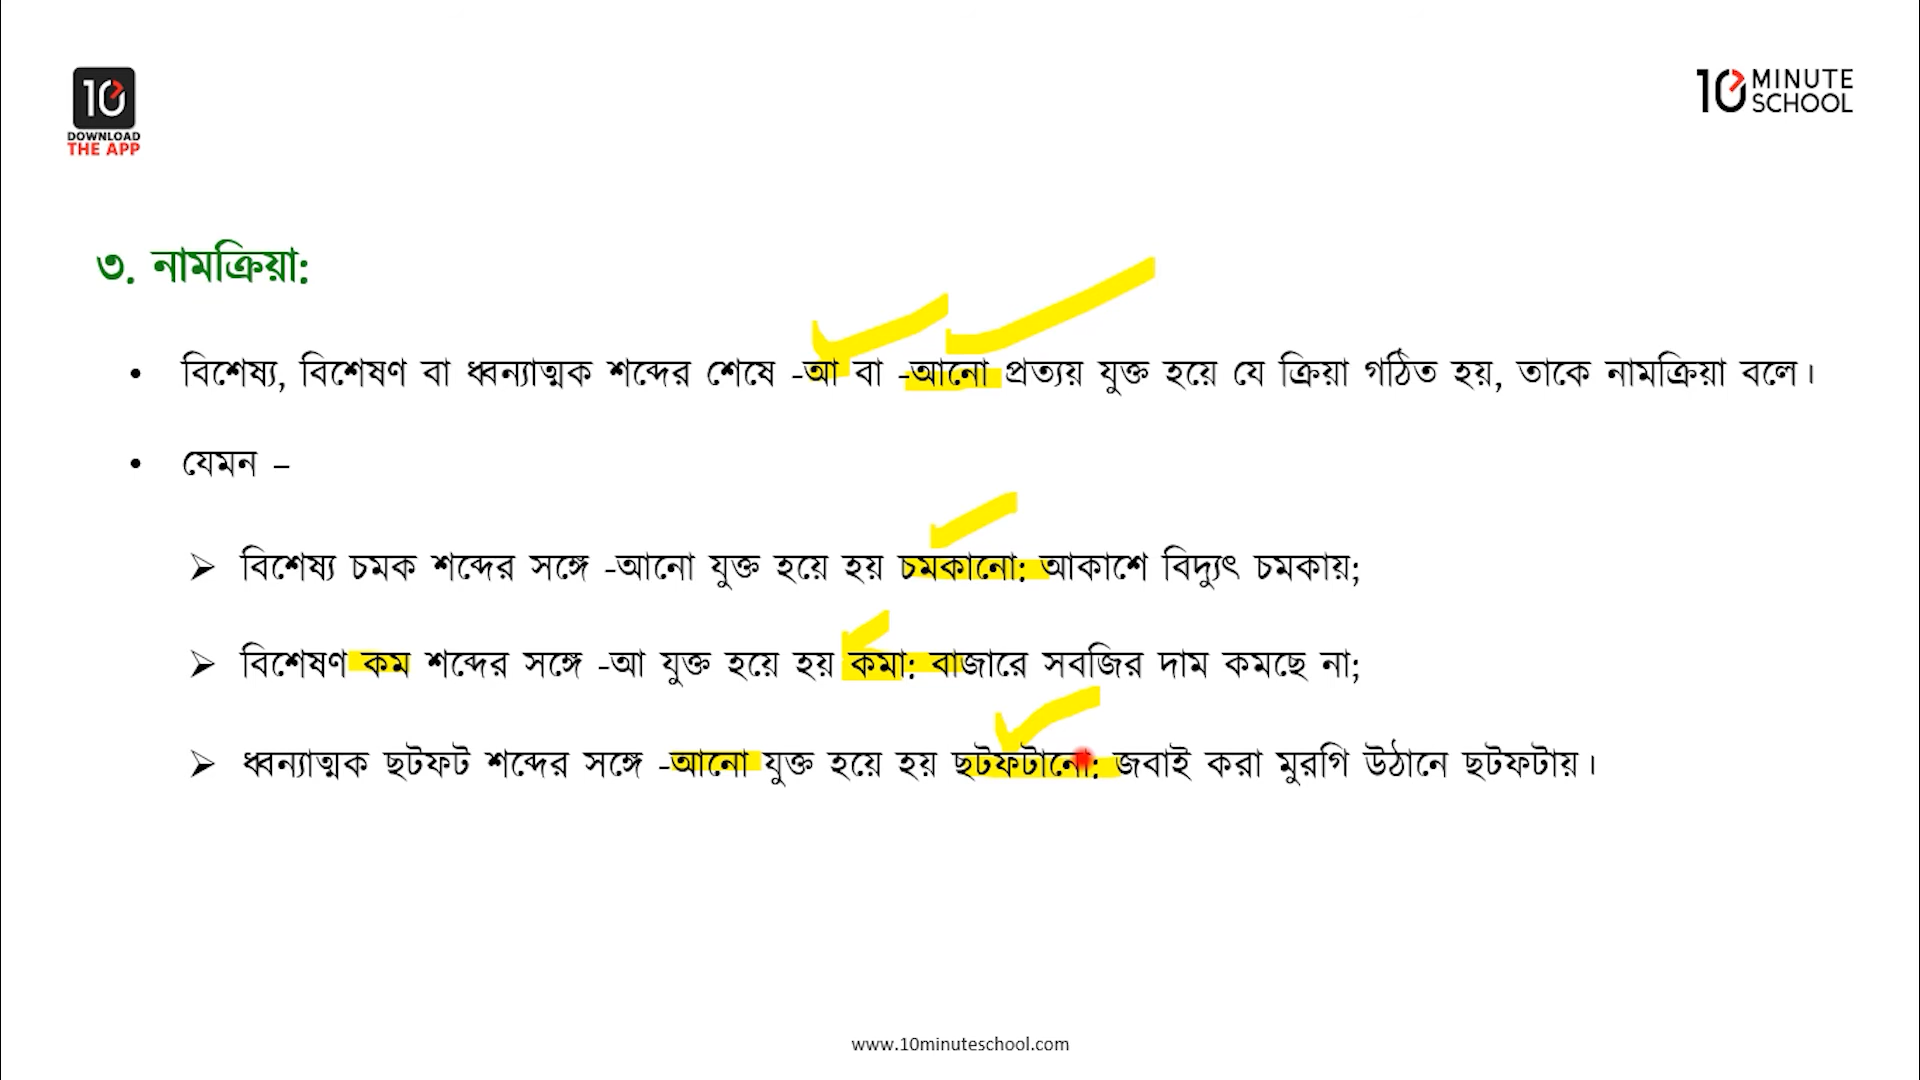 10
DOWNLOAD
THE APP
10 MINUTE
SCHOOL
৩. নামক্রিয়া:
• বিশেষ্য, বিশেষণ বা ধ্বন্যাত্মক শব্দের শেষে -আ বা -আনো প্রত্যয় যুক্ত হয়ে যে ক্রিয়া গঠিত হয়, তাকে নামক্রিয়া বলে।
• যেমন –
➢ বিশেষ্য চমক শব্দের সঙ্গে -আনো যুক্ত হয়ে হয় চমকানো: আকাশে বিদ্যুৎ চমকায়;
➢ বিশেষণ কম শব্দের সঙ্গে -আ যুক্ত হয়ে হয় কমা: বাজারে সবজির দাম কমছে না;
➢ ধ্বন্যাত্মক ছটফট শব্দের সঙ্গে -আনো যুক্ত হয়ে হয় ছটফটানো: জবাই করা মুরগি উঠানে ছটফটায়।
www.10minuteschool.com